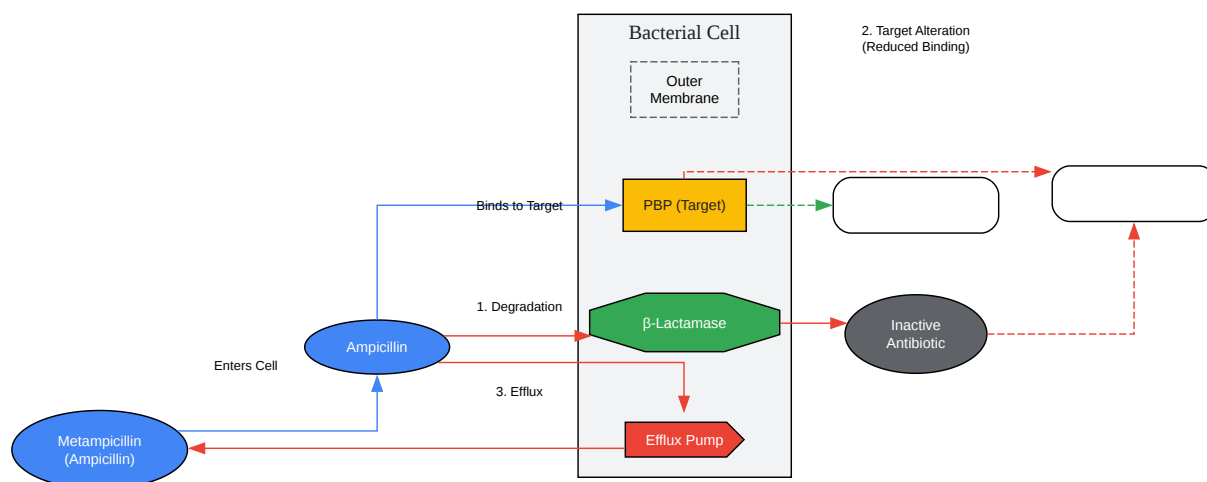 Bacterial Cell
2. Target Alteration
(Reduced Binding)
Outer
Membrane
Binds to Target
PBP (Target)
1. Degradation
β-Lactamase
Inactive
Antibiotic
Ampicillin
Enters Cell
3. Efflux
Efflux Pump
Metampicillin
(Ampicillin)